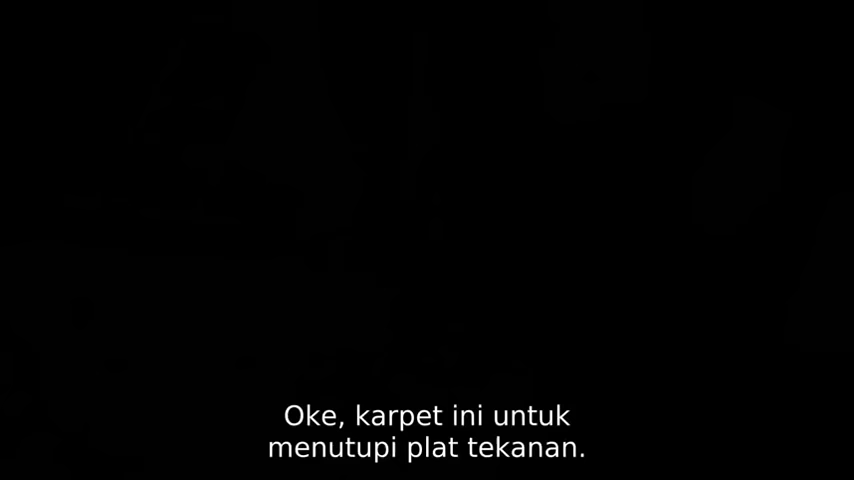 Oke, karpet ini untuk
menutupi plat tekanan.